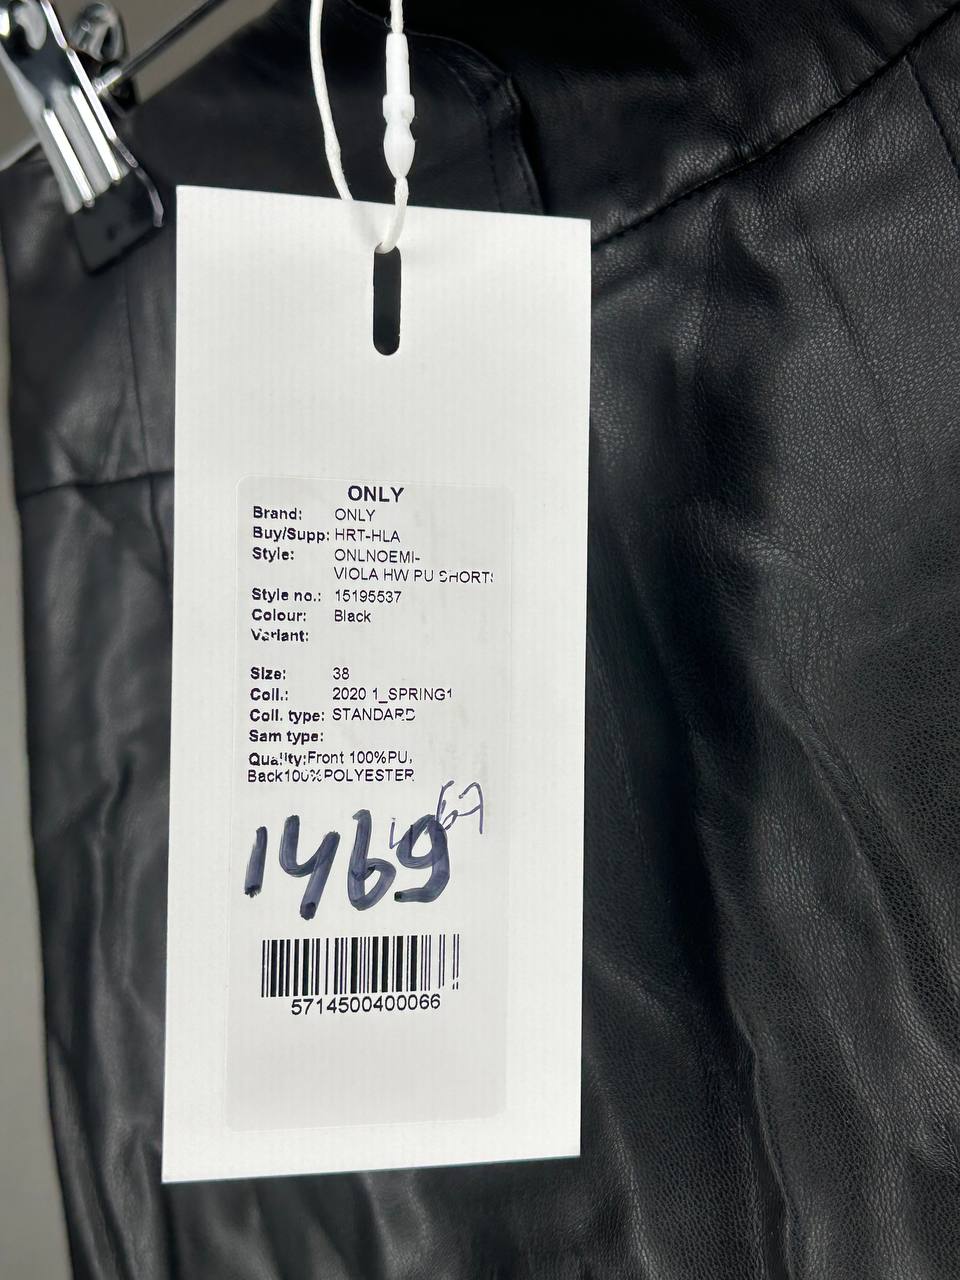 ONLY
Brand: ONLY
Buy/Supp: HRT-HLA
Style: ONLNOEMI-
VIOLA HW PU SHORTS
Style no.: 15195537
Colour: Black
Variant:
Size: 38
Coll.: 2020 1_SPRING1
Coll. type: STANDARD
Sam type:
Quality:Front 100%PU,
Back100%POLYESTER
1469
5714500400066